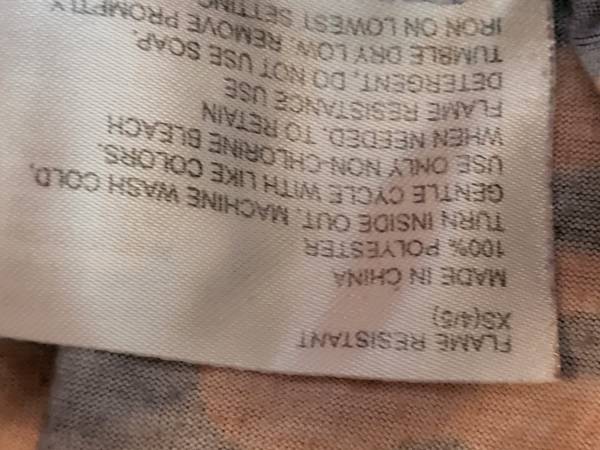 FLAME RESISTANT
XS(4/5)
MADE IN CHINA
100% POLYESTER
TURN INSIDE OUT, MACHINE WASH COLD,
GENTLE CYCLE WITH LIKE COLORS.
USE ONLY NON-CHLORINE BLEACH
WHEN NEEDED. TO RETAIN
FLAME RESISTANCE USE
DETERGENT, DO NOT USE SOAP.
TUMBLE DRY LOW. REMOVE PROMPTLY
IRON ON LOWEST SETTING